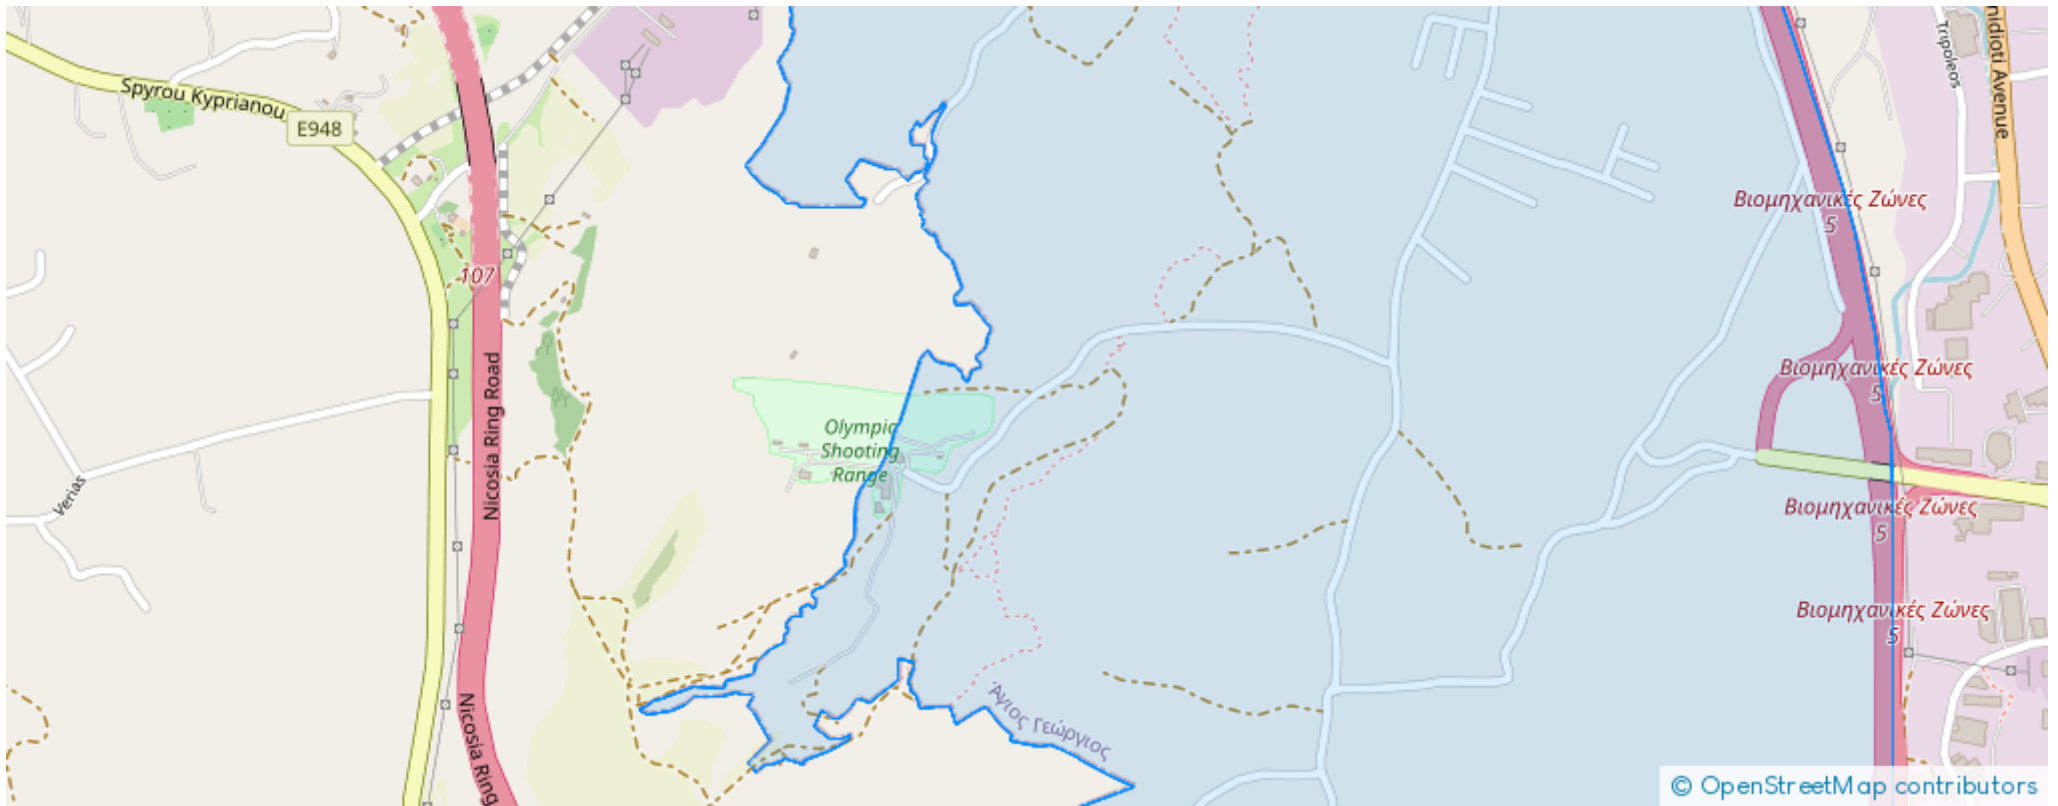 Spyrou Kyprianou
E948
107
Nicosia Ring Road
Nicosia Ring
Verias
Olympic
Shooting
Range
Άγιος Γεώργιος
Βιομηχανικές Ζώνες
5
Βιομηχανικές Ζώνες
5
Βιομηχανικές Ζώνες
5
Βιομηχανικές Ζώνες
5
Tripoleos
nidioti Avenue
© OpenStreetMap contributors